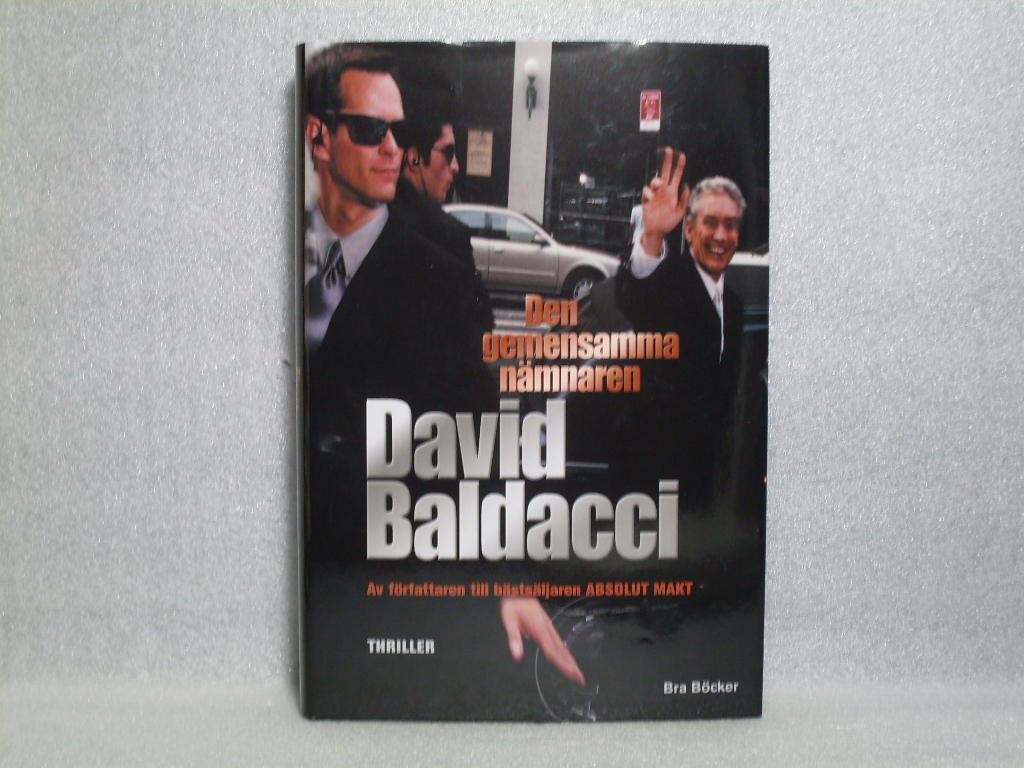 Den
gemensamma
nämnaren
David
Baldacci
Av författaren till bästsäljaren ABSOLUT MAKT
THRILLER
Bra Böcker